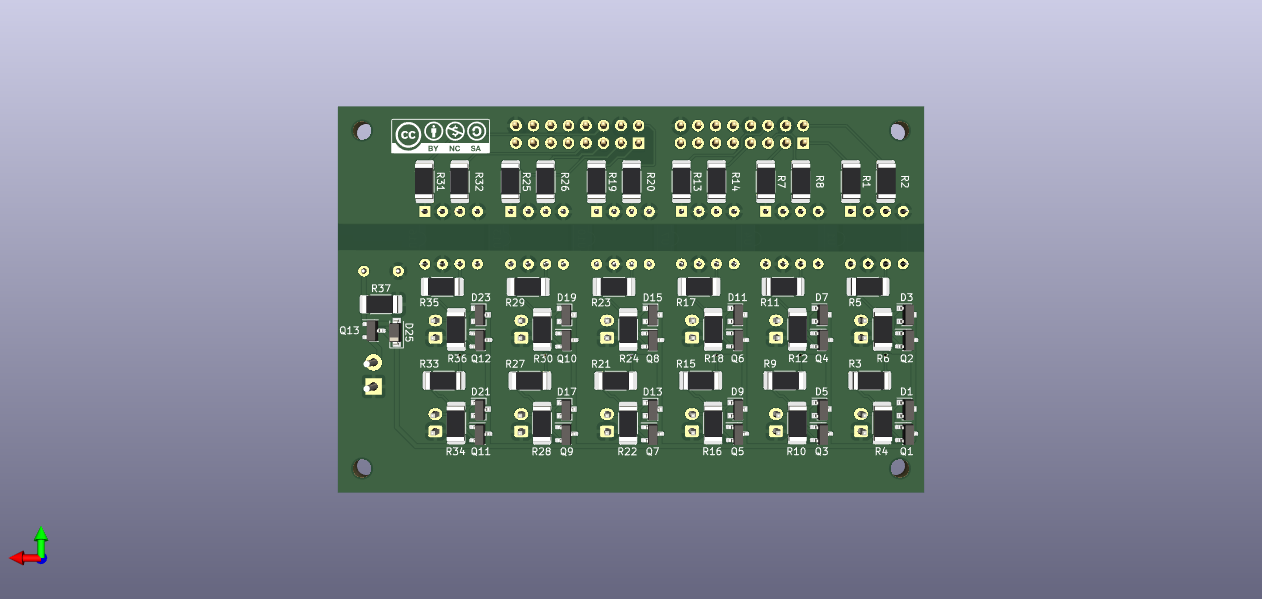 cc
BY NC SA
R31 R32 R25 R26 R19 R20 R13 R14 R7 R8 R1 R2
R37
R35 D23 R29 D19 R23 D15 R17 D11 R11 D7 R5 D3
Q13 D25
R36 Q12 R30 Q10 R24 Q8 R18 Q6 R12 Q4 R6 Q2
R33 R27 R21 R15 R9 R3
D21 D17 D13 D9 D5 D1
R34 Q11 R28 Q9 R22 Q7 R16 Q5 R10 Q3 R4 Q1